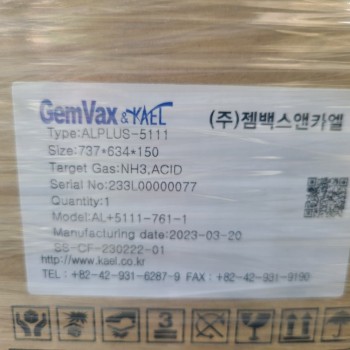 GemVax & KAEL (주)젬백스앤카엘
Type:ALPLUS-5111
Size:737*634*150
Target Gas:NH3,ACID
Serial No:233L00000077
Quantity:1
Model:AL+5111-761-1
Manufacturing date:2023-03-20
SS-CF-230222-01
http://www.kael.co.kr
TEL : +82-42-931-6287~9 FAX : +82-42-931-9190
3